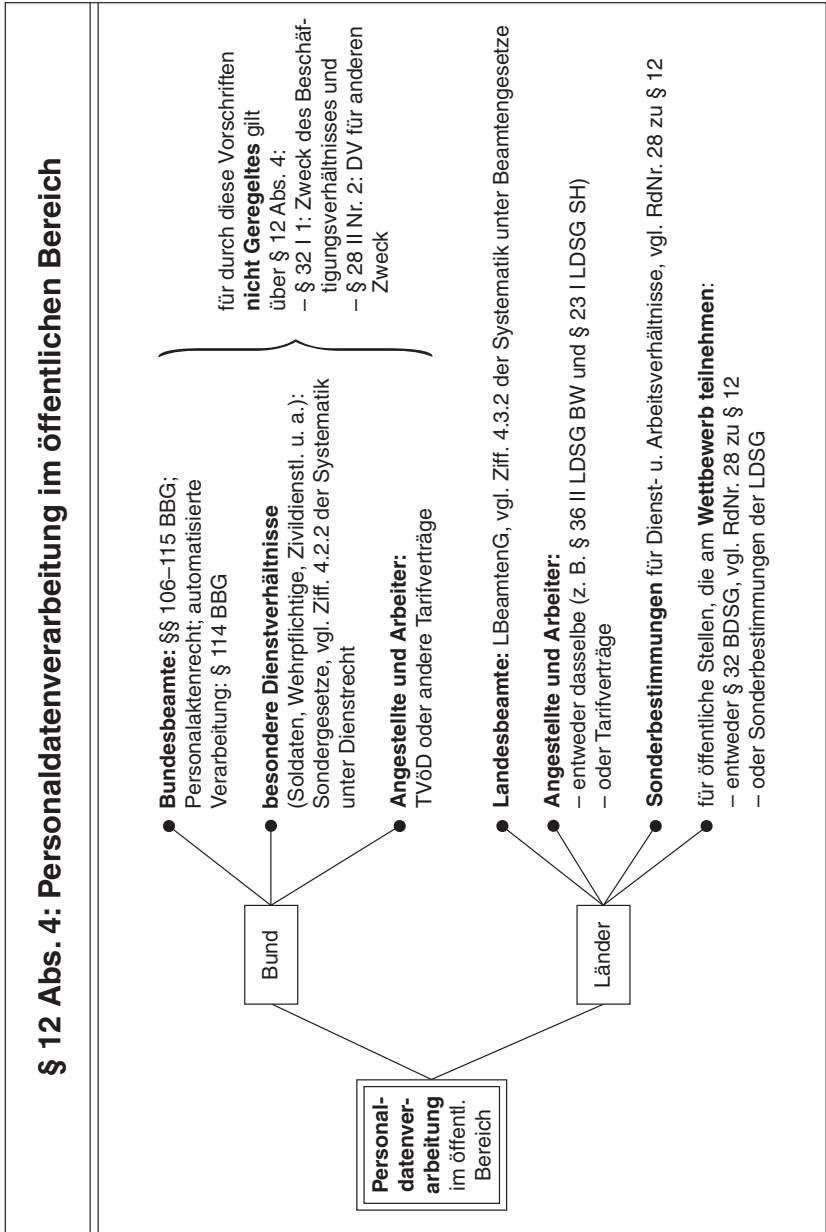 § 12 Abs. 4: Personaldatenverarbeitung im öffentlichen Bereich
Personal-
datenver-
arbeitung
im öffentl.
Bereich
Bund
Bundesbeamte: §§ 106–115 BBG;
Personalaktenrecht; automatisierte
Verarbeitung: § 114 BBG
besondere Dienstverhältnisse
(Soldaten, Wehrpflichtige, Zivildienstl. u. a.):
Sondergesetze, vgl. Ziff. 4.2.2 der Systematik
unter Dienstrecht
Angestellte und Arbeiter:
TVöD oder andere Tarifverträge
für durch diese Vorschriften
nicht Geregeltes gilt
über § 12 Abs. 4:
– § 32 I 1: Zweck des Beschäf-
tigungsverhältnisses und
– § 28 II Nr. 2: DV für anderen
Zweck
Länder
Landesbeamte: LBeamtenG, vgl. Ziff. 4.3.2 der Systematik unter Beamtengesetze
Angestellte und Arbeiter:
– entweder dasselbe (z. B. § 36 II LDSG BW und § 23 I LDSG SH)
– oder Tarifverträge
Sonderbestimmungen für Dienst- u. Arbeitsverhältnisse, vgl. RdNr. 28 zu § 12
für öffentliche Stellen, die am Wettbewerb teilnehmen:
– entweder § 32 BDSG, vgl. RdNr. 28 zu § 12
– oder Sonderbestimmungen der LDSG